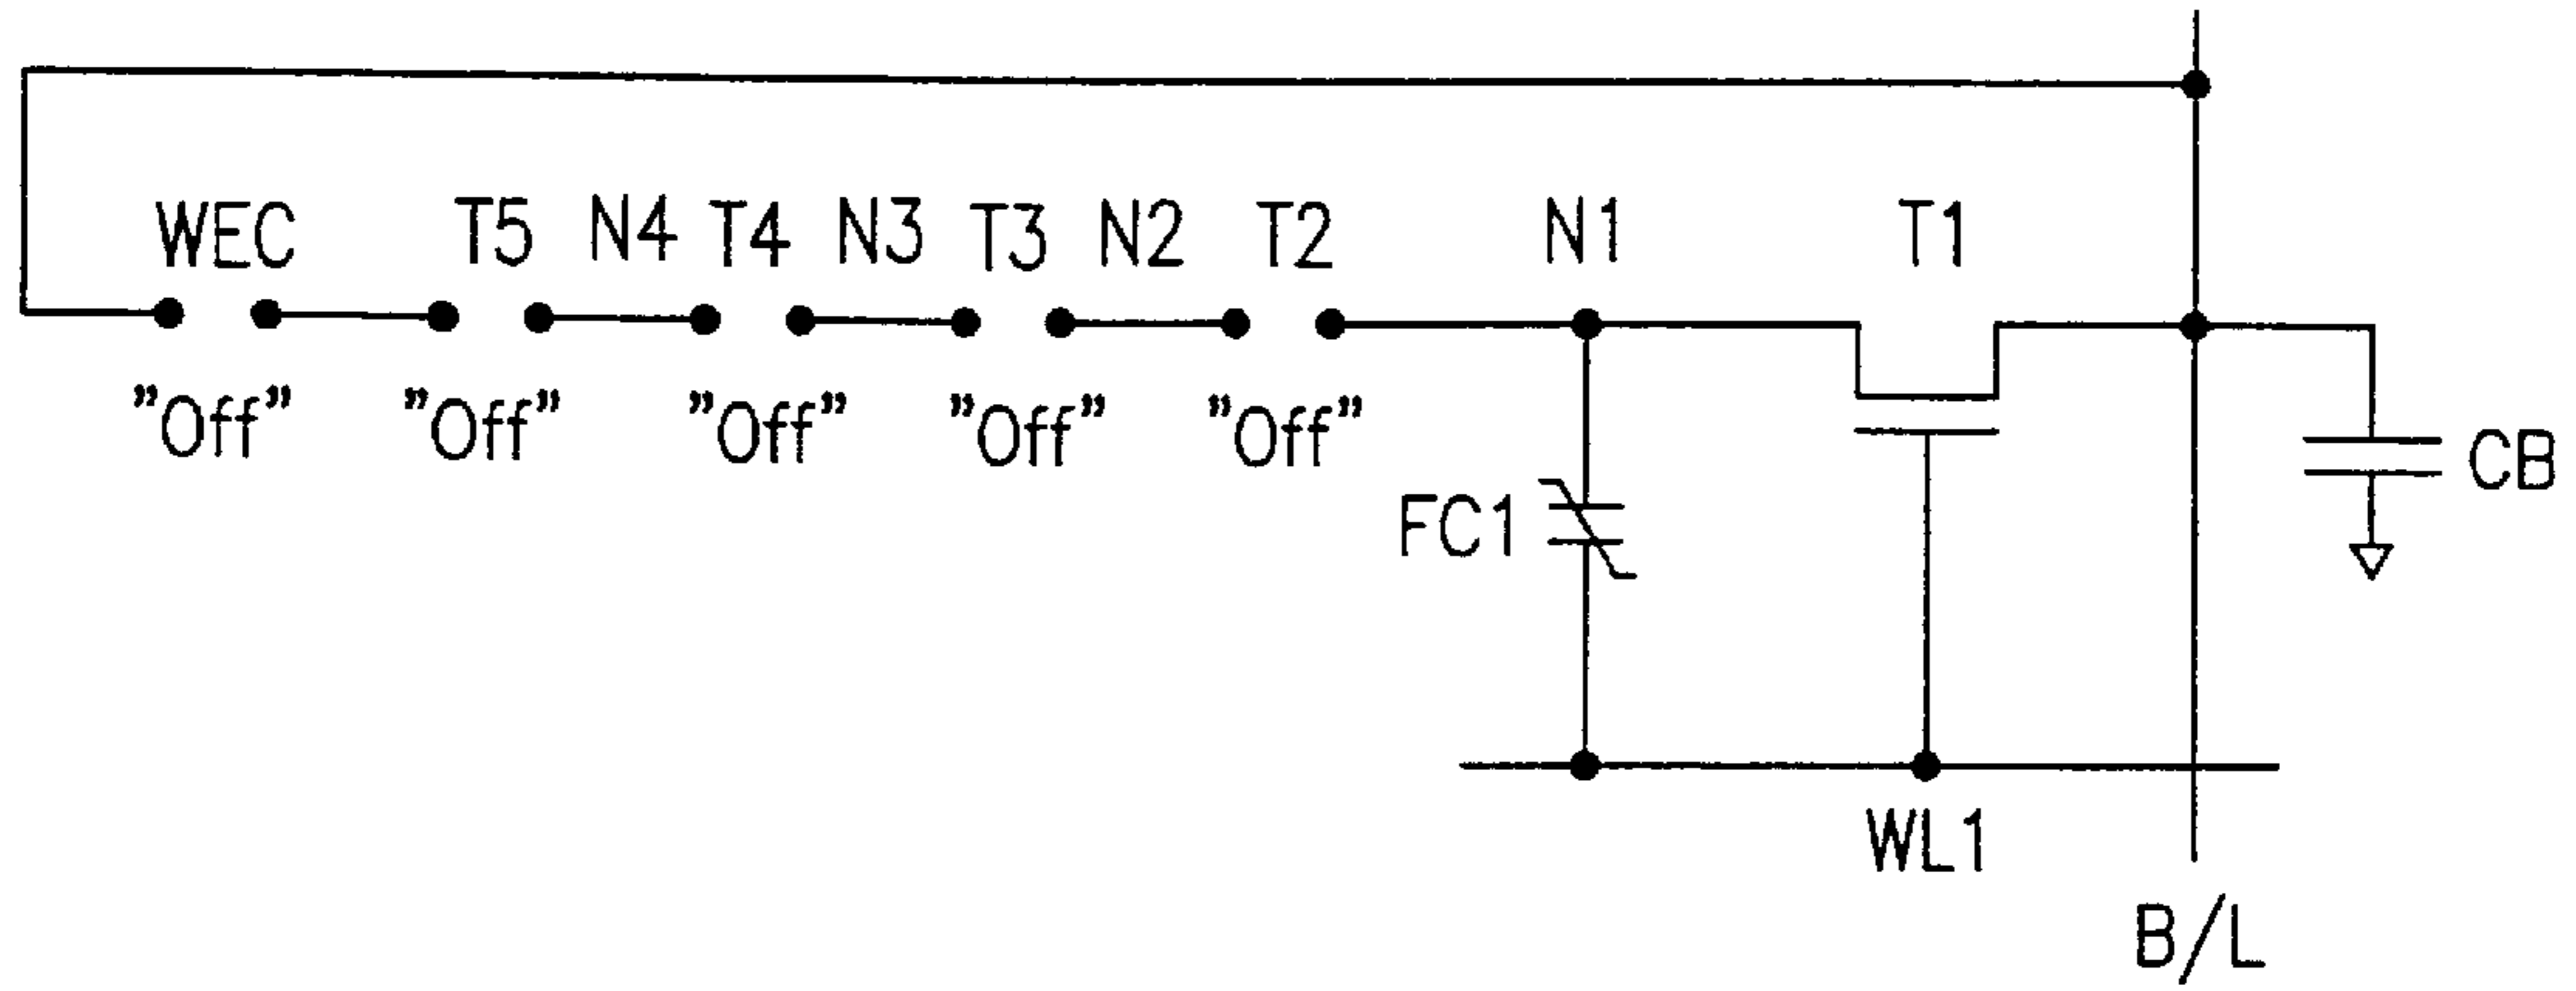 WEC T5 N4 T4 N3 T3 N2 T2 N1 T1
"Off" "Off" "Off" "Off" "Off"
CB
FC1
WL1
B/L